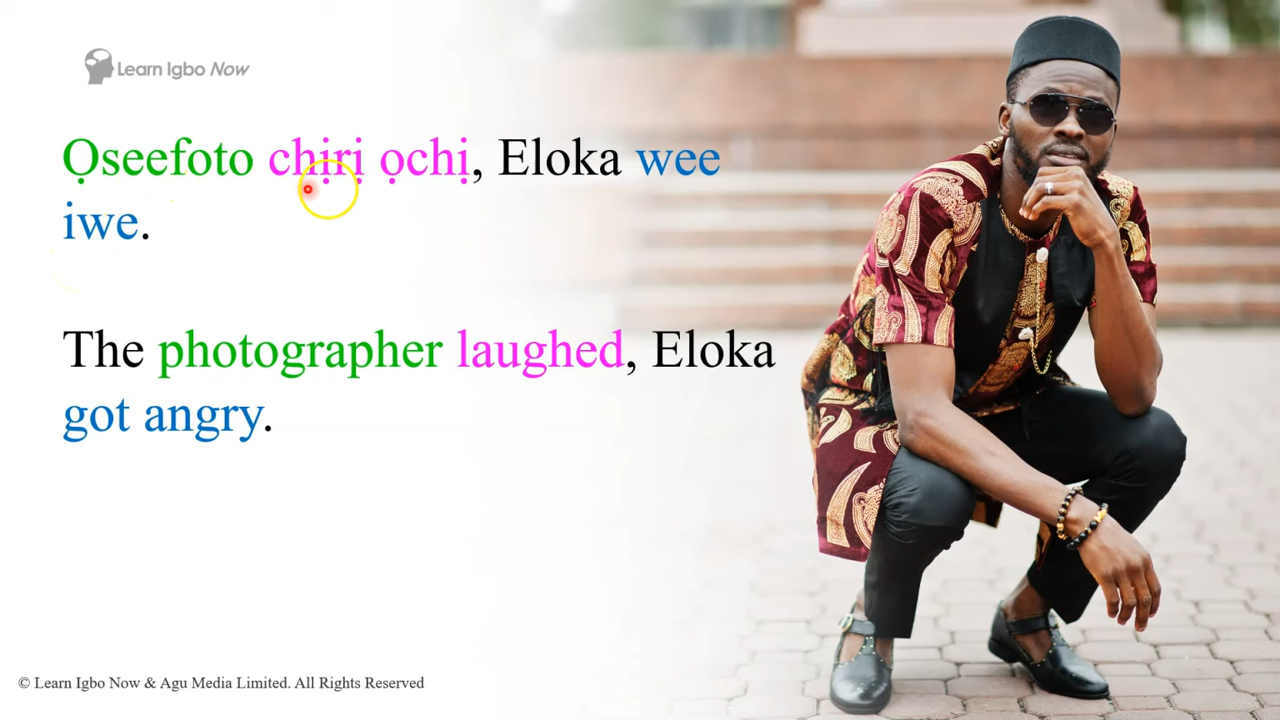 Learn Igbo Now
Ọseefoto chịrị ọchị, Eloka wee
iwe.
The photographer laughed, Eloka
got angry.
© Learn Igbo Now & Agu Media Limited. All Rights Reserved